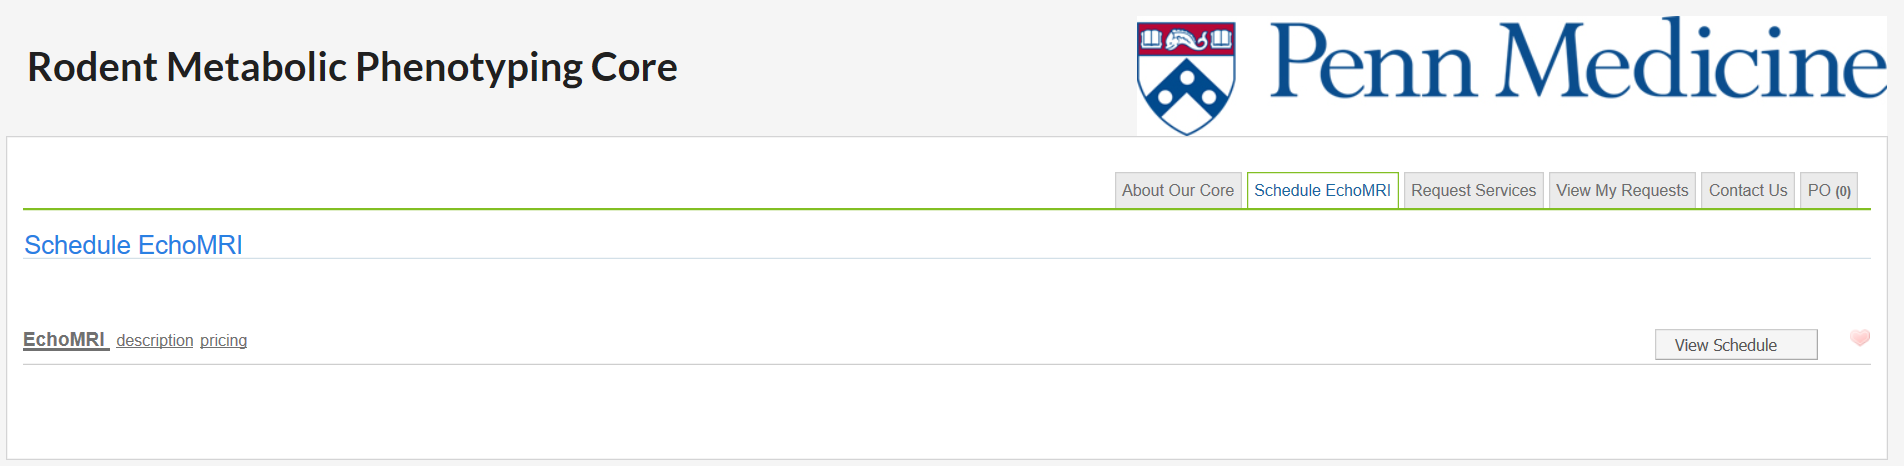 Rodent Metabolic Phenotyping Core
Penn Medicine
About Our Core
Schedule EchoMRI
Request Services
View My Requests
Contact Us
PO (0)
Schedule EchoMRI
EchoMRI description pricing
View Schedule